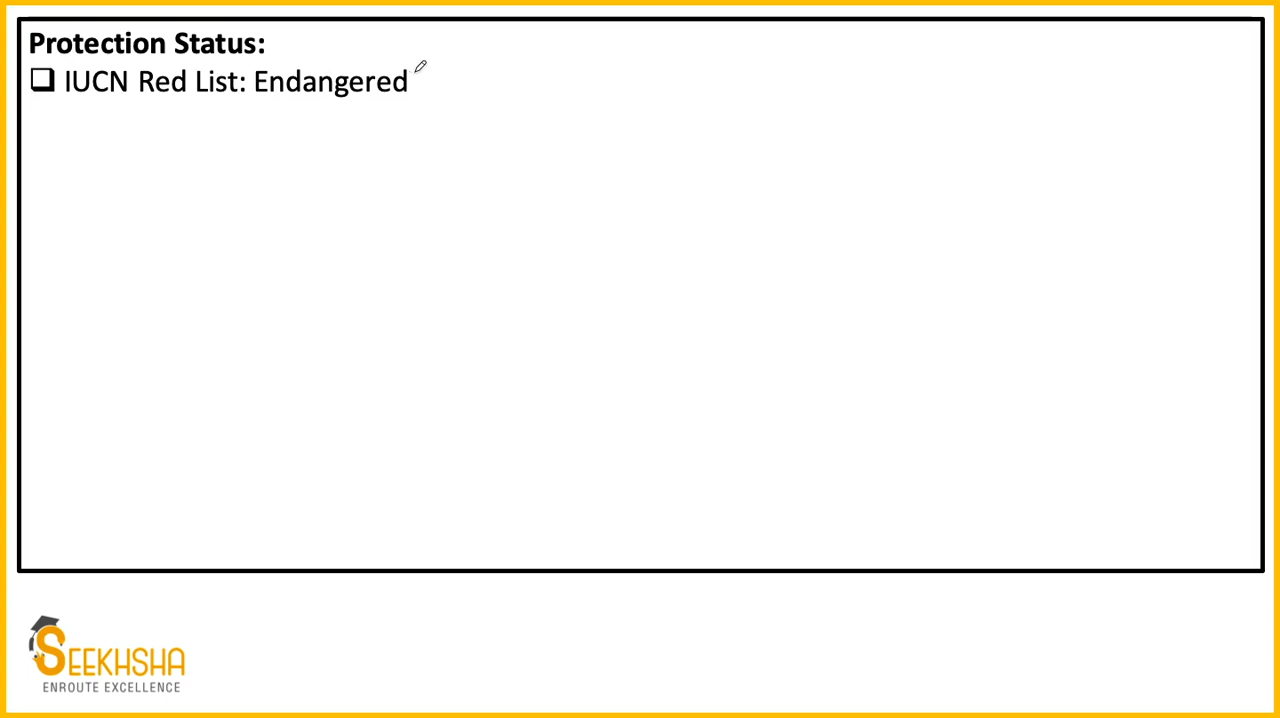 Protection Status:
❑ IUCN Red List: Endangered
SEEKHSHA
ENROUTE EXCELLENCE